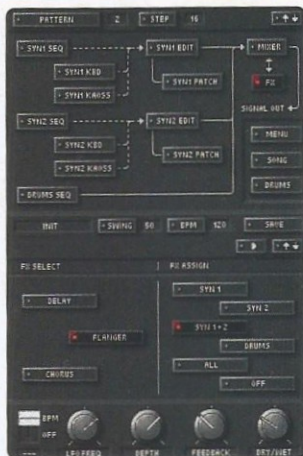 PATTERN 2 STEP 16
SYN1 SEQ SYN1 EDIT MIXER
SYN1 KBD FX
SYN1 KAOSS SYN1 PATCH
SIGNAL OUT
SYN2 SEQ SYN2 EDIT
MENU
SYN2 KBD
SYN2 KAOSS SYN2 PATCH SONG
DRUMS SEQ DRUMS
INIT SWING 50 BPM 120 SAVE
FX SELECT FX ASSIGN
SYN 1
DELAY SYN 2
FLANGER SYN 1+2
DRUMS
CHORUS ALL
OFF
BPM
OFF
LFO FREQ DEPTH FEEDBACK DRY/WET